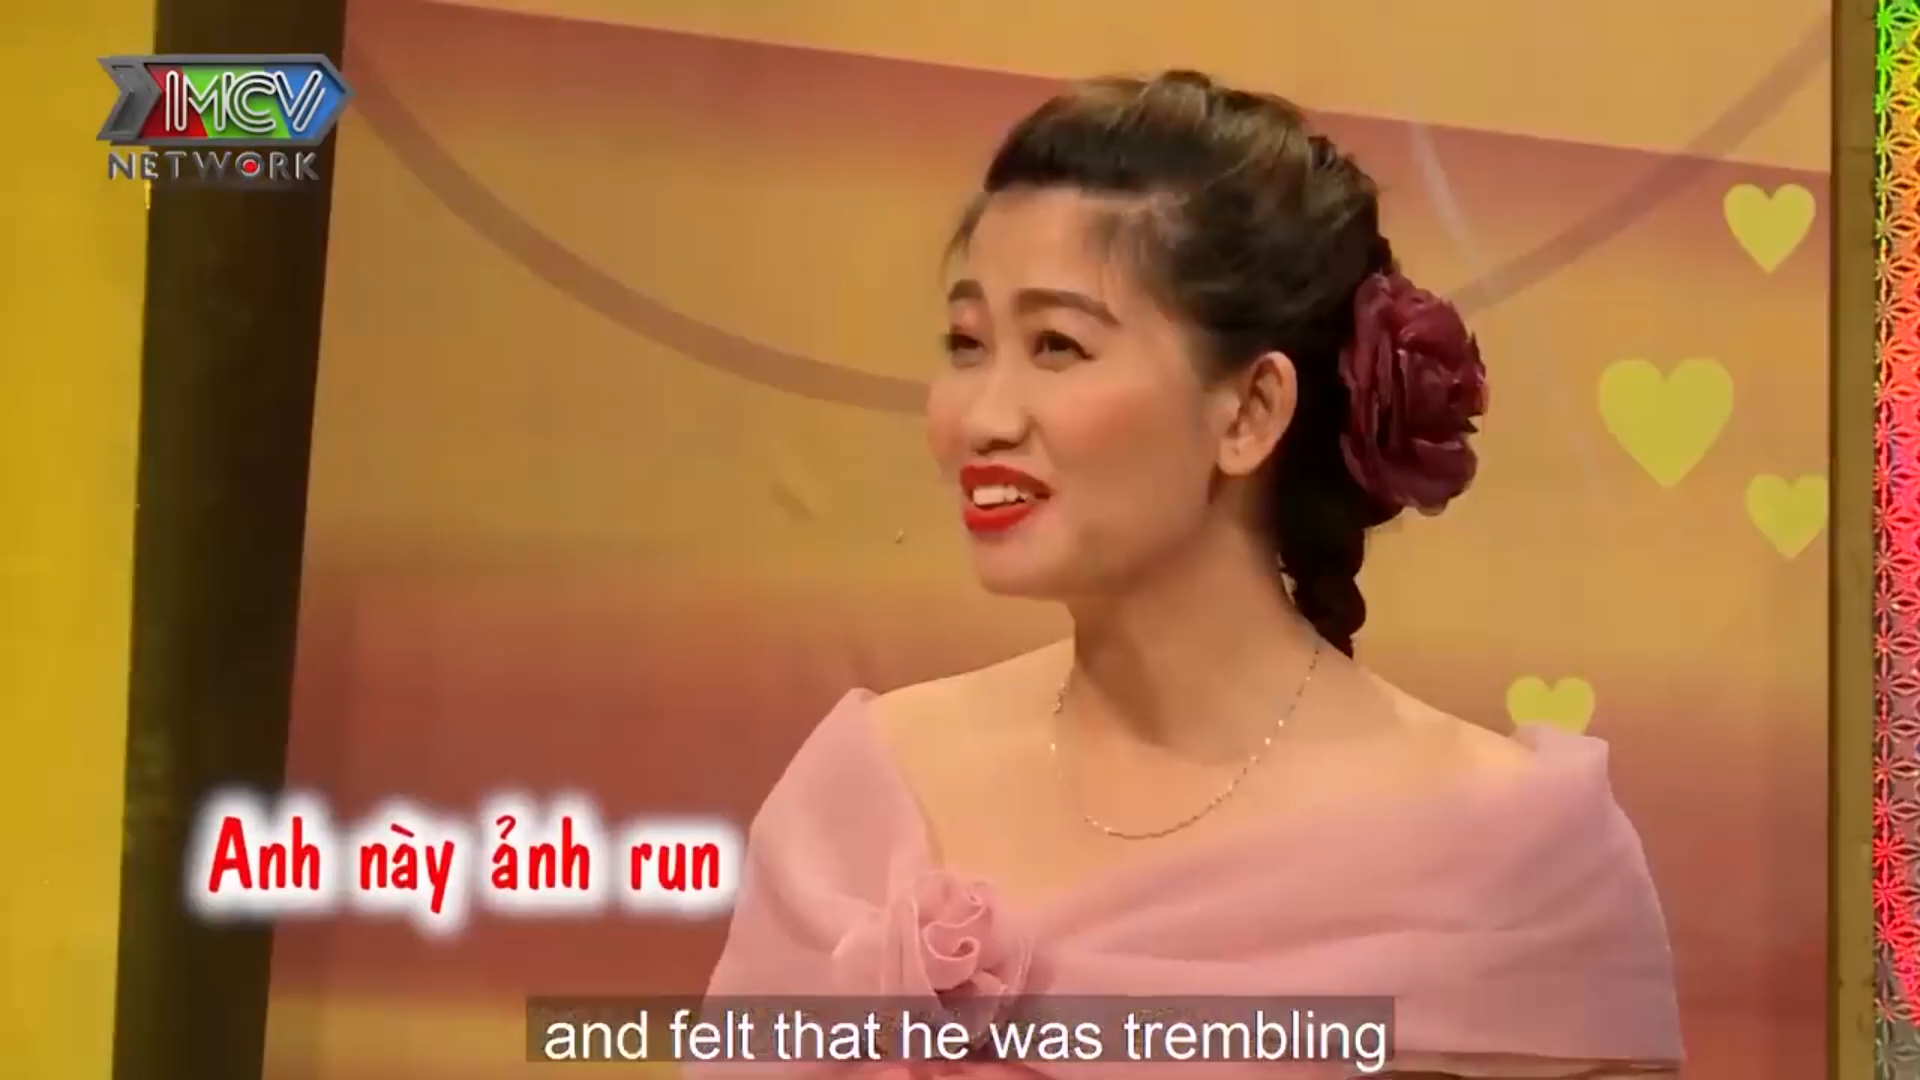 MCV
NETWORK
Anh này ảnh run
and felt that he was trembling